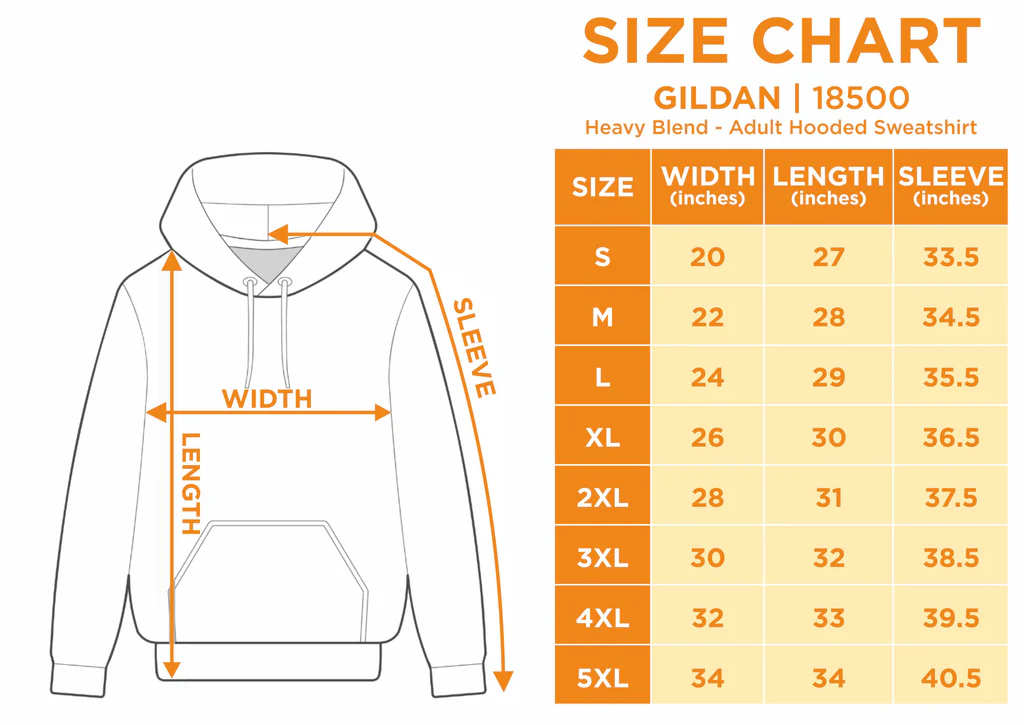 SIZE CHART
GILDAN | 18500
Heavy Blend - Adult Hooded Sweatshirt
SIZE WIDTH (inches) LENGTH (inches) SLEEVE (inches)
S 20 27 33.5
M 22 28 34.5
L 24 29 35.5
XL 26 30 36.5
2XL 28 31 37.5
3XL 30 32 38.5
4XL 32 33 39.5
5XL 34 34 40.5
SLEEVE
WIDTH
LENGTH